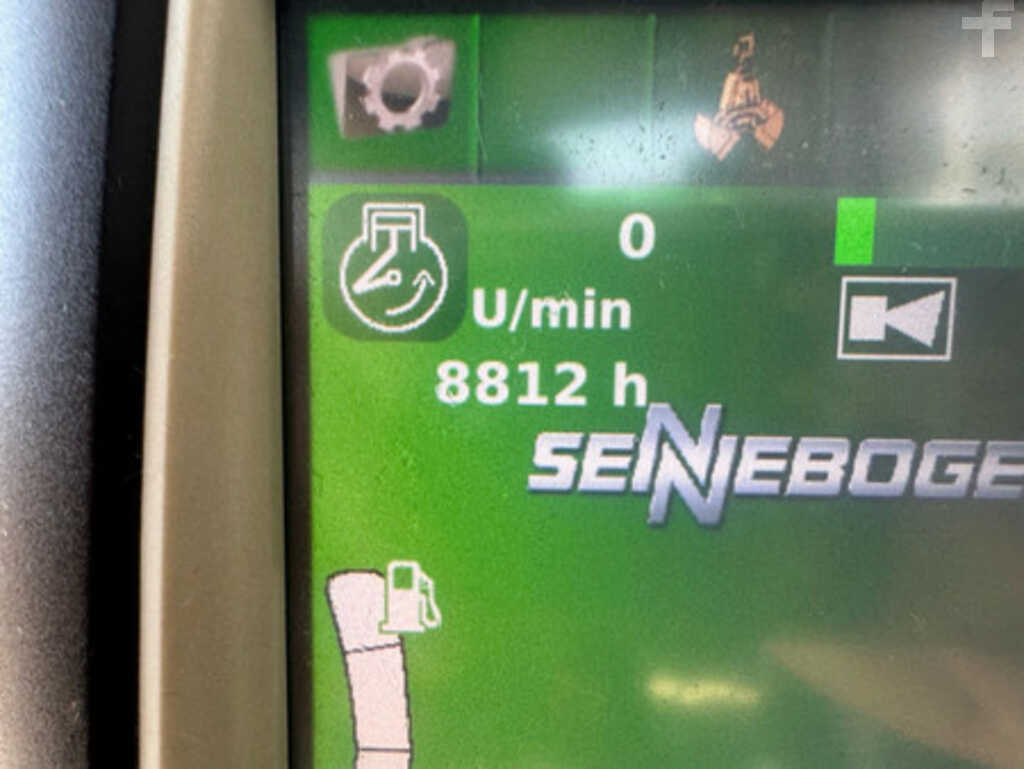 f
0
U/min
8812 h
SENNEBOGE